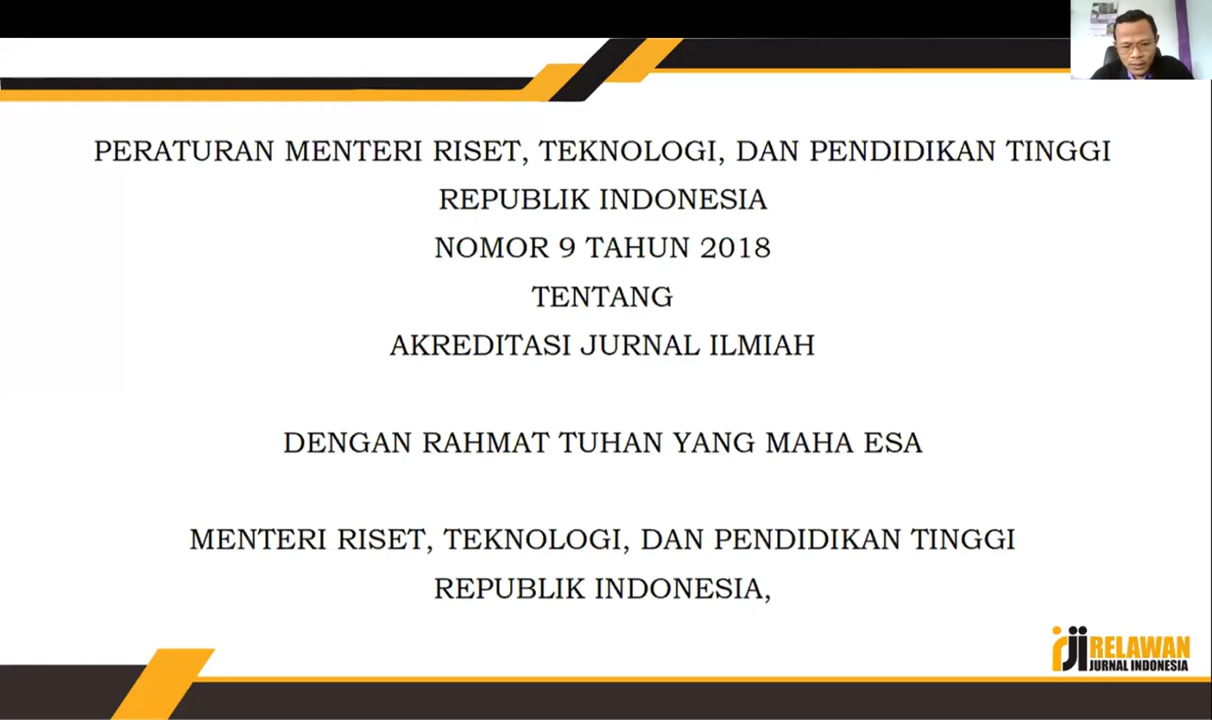 PERATURAN MENTERI RISET, TEKNOLOGI, DAN PENDIDIKAN TINGGI
REPUBLIK INDONESIA
NOMOR 9 TAHUN 2018
TENTANG
AKREDITASI JURNAL ILMIAH
DENGAN RAHMAT TUHAN YANG MAHA ESA
MENTERI RISET, TEKNOLOGI, DAN PENDIDIKAN TINGGI
REPUBLIK INDONESIA,
rji RELAWAN
JURNAL INDONESIA